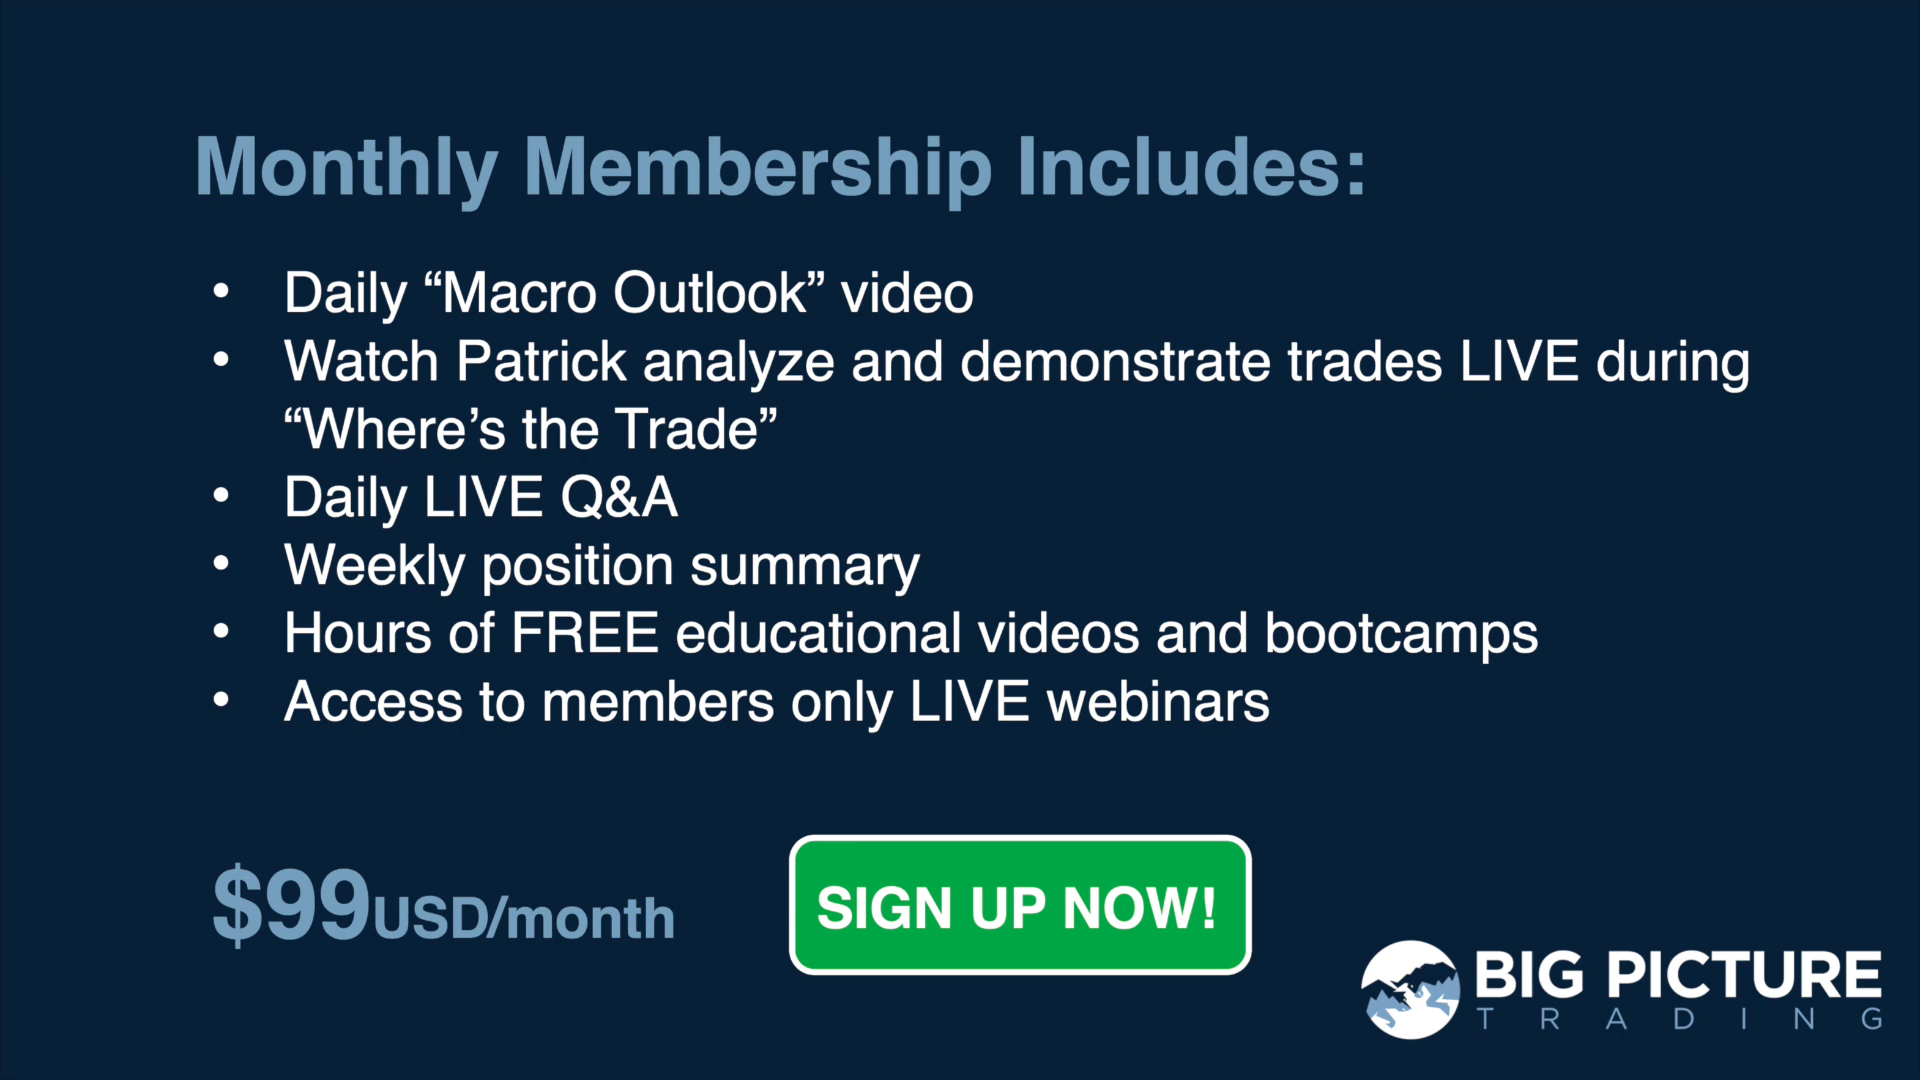 Monthly Membership Includes:
• Daily “Macro Outlook” video
• Watch Patrick analyze and demonstrate trades LIVE during
“Where’s the Trade”
• Daily LIVE Q&A
• Weekly position summary
• Hours of FREE educational videos and bootcamps
• Access to members only LIVE webinars
$99USD/month
SIGN UP NOW!
BIG PICTURE
TRADING